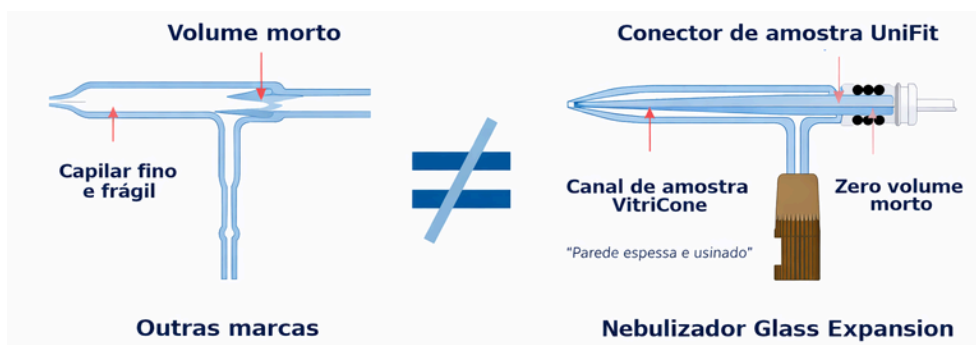 Volume morto
Capilar fino
e frágil
Outras marcas
Conector de amostra UniFit
Canal de amostra
VitriCone
Zero volume
morto
"Parede espessa e usinado"
Nebulizador Glass Expansion